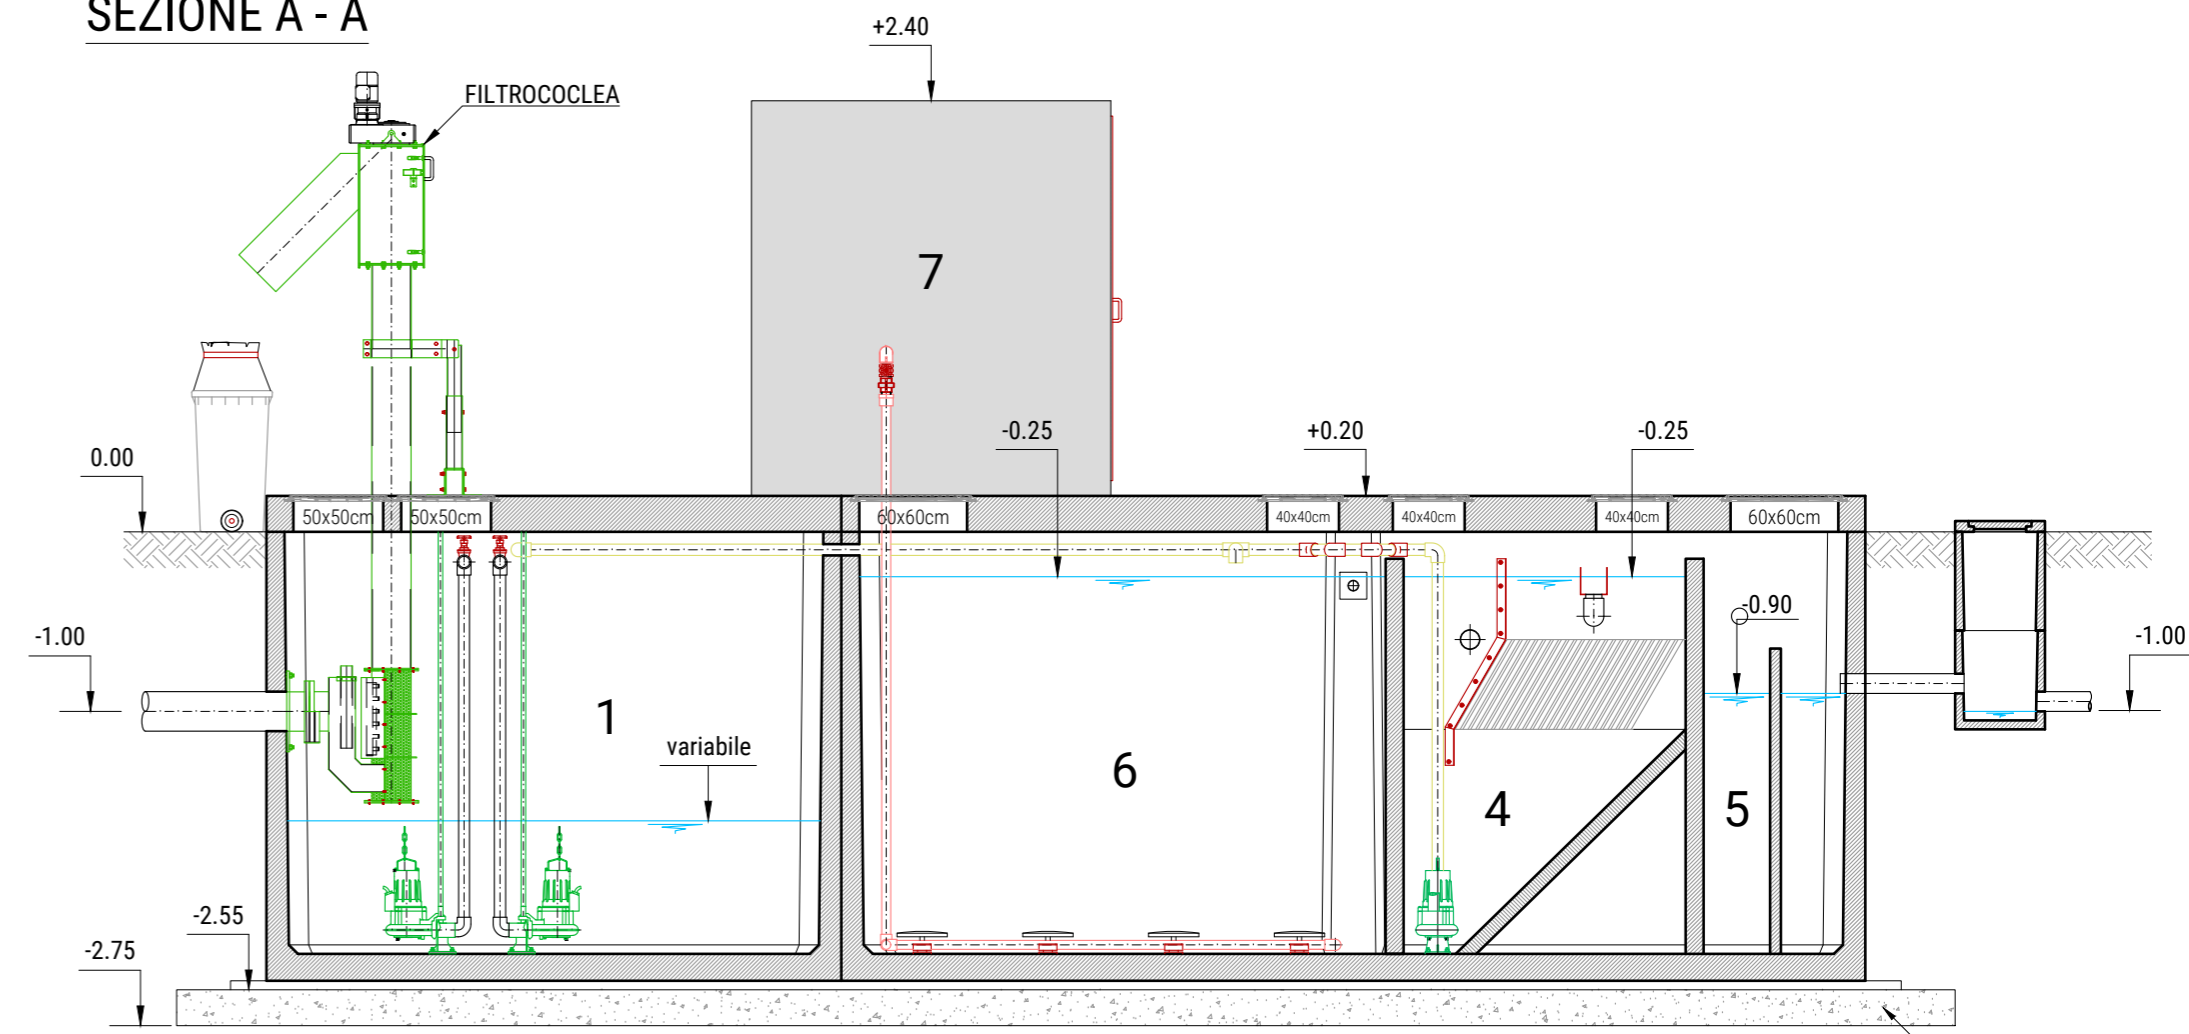 SEZIONE A - A
+2.40
FILTROCOCLEA
7
-0.25
+0.20
-0.25
0.00
50x50cm
50x50cm
60x60cm
40x40cm
40x40cm
40x40cm
60x60cm
-0.90
-1.00
-1.00
1
variabile
6
4
5
-2.55
-2.75